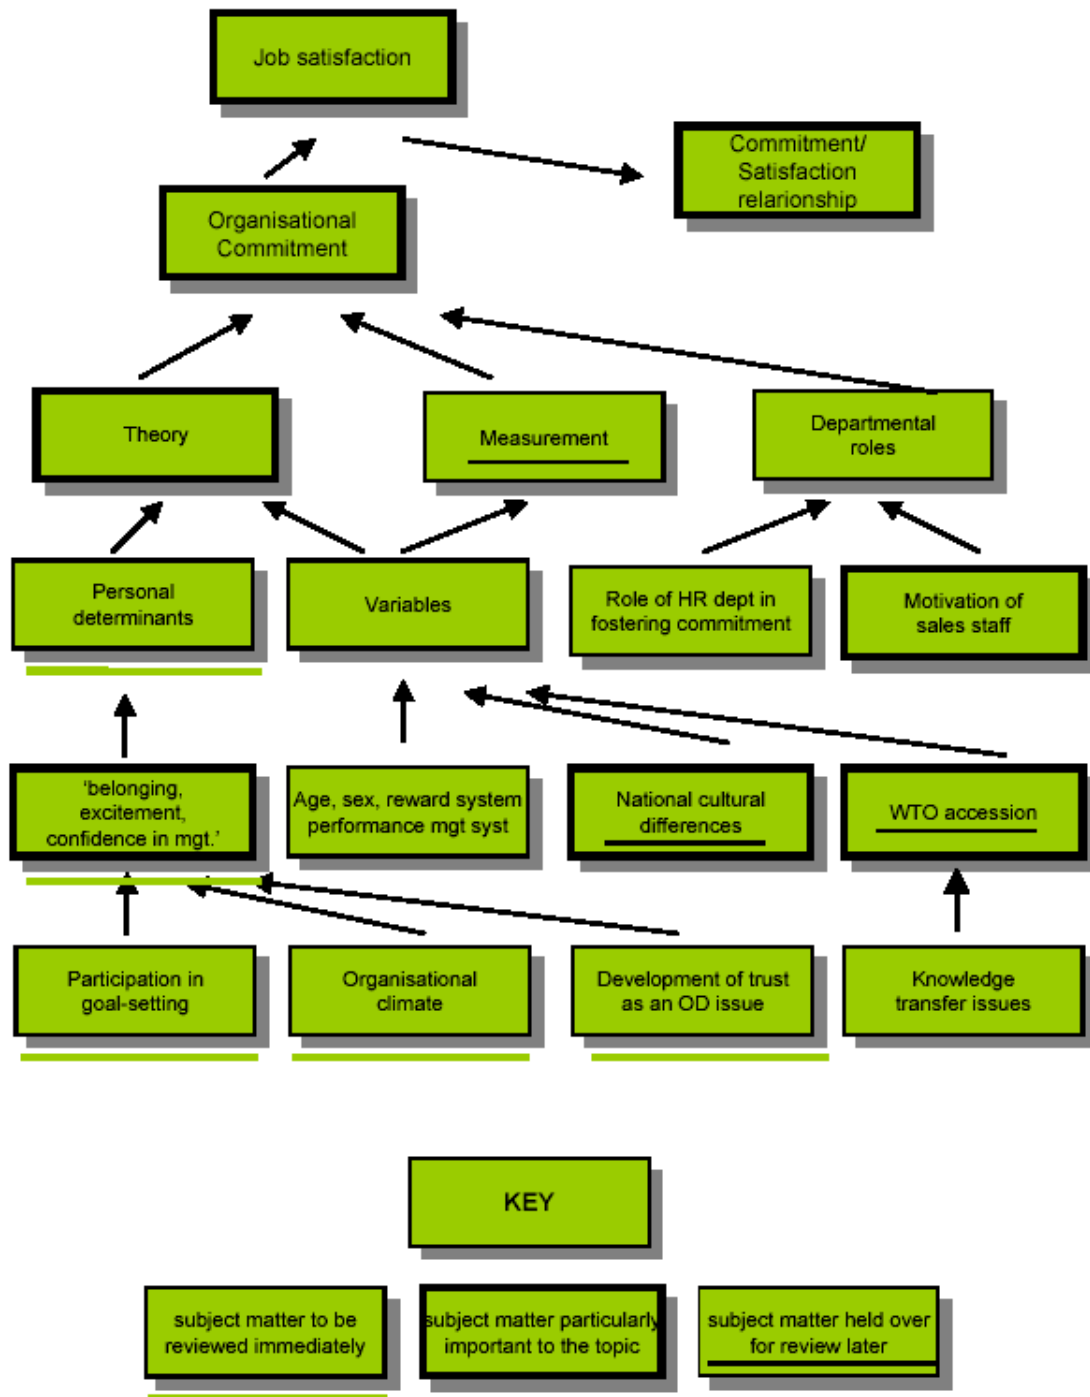 Job satisfaction
Commitment/
Satisfaction
relarionship
Organisational
Commitment
Theory
Measurement
Departmental
roles
Personal
determinants
Variables
Role of HR dept in
fostering commitment
Motivation of
sales staff
'belonging,
excitement,
confidence in mgt.'
Age, sex, reward system
performance mgt syst
National cultural
differences
WTO accession
Participation in
goal-setting
Organisational
climate
Development of trust
as an OD issue
Knowledge
transfer issues
KEY
subject matter to be
reviewed immediately
subject matter particularly
important to the topic
subject matter held over
for review later